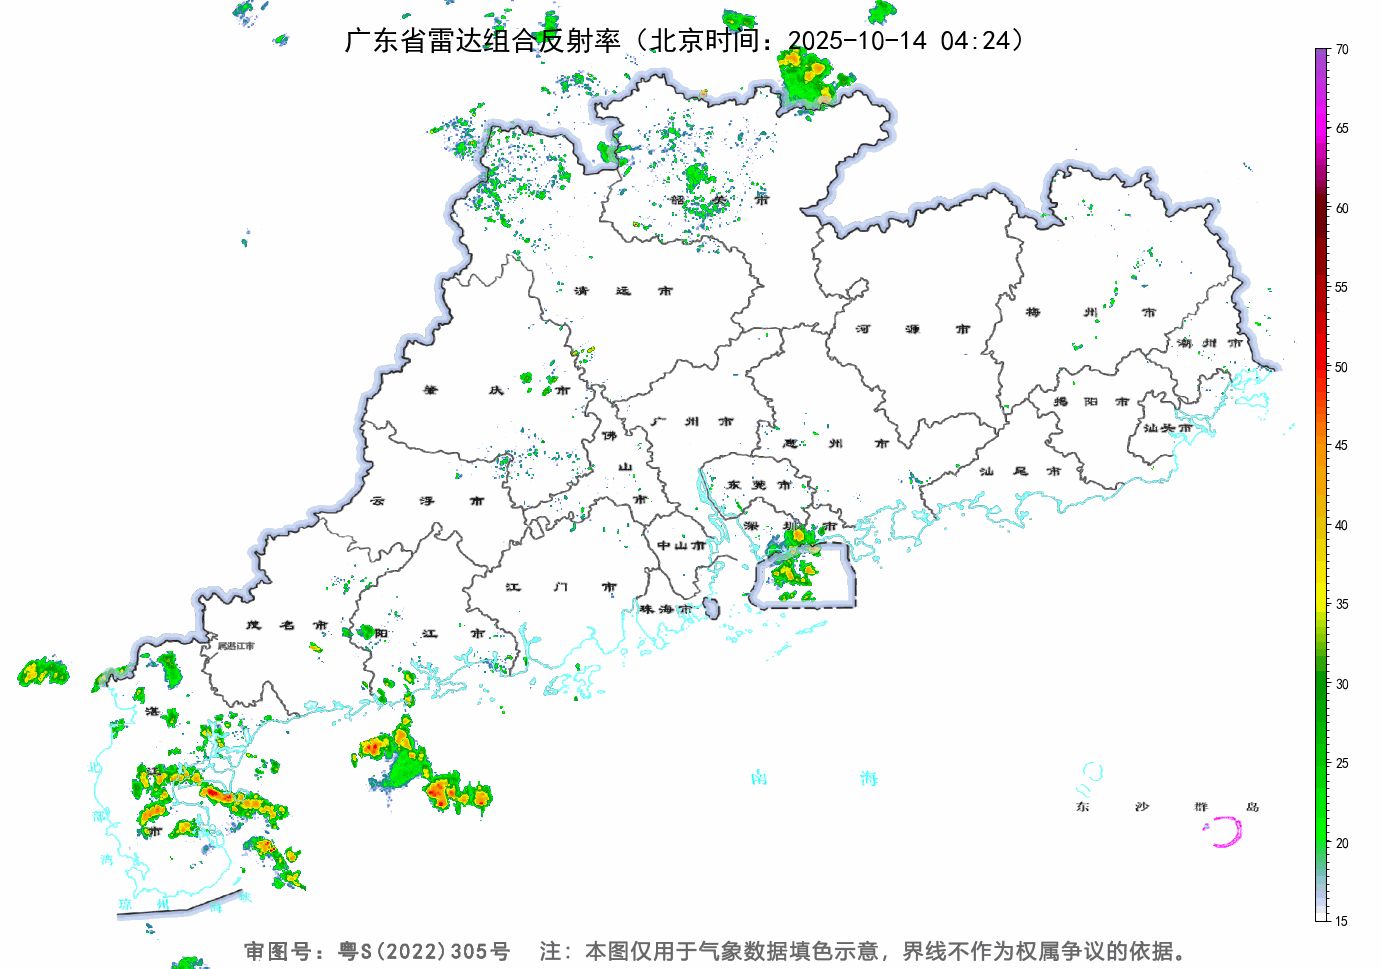 广东省雷达组合反射率（北京时间：2025-10-14 04:24）
70
65
60
55
50
45
40
35
30
25
20
15
韶关市
清远市
河源市
梅州市
潮州市
肇庆市
广州市
惠州市
揭阳市
汕头市
佛山市
东莞市
汕尾市
云浮市
深圳市
中山市
江门市
珠海市
茂名市
阳江市
属湛江市
湛江市
北部湾
琼州海峡
南海
东沙群岛
审图号：粤S(2022)305号 注：本图仅用于气象数据填色示意，界线不作为权属争议的依据。